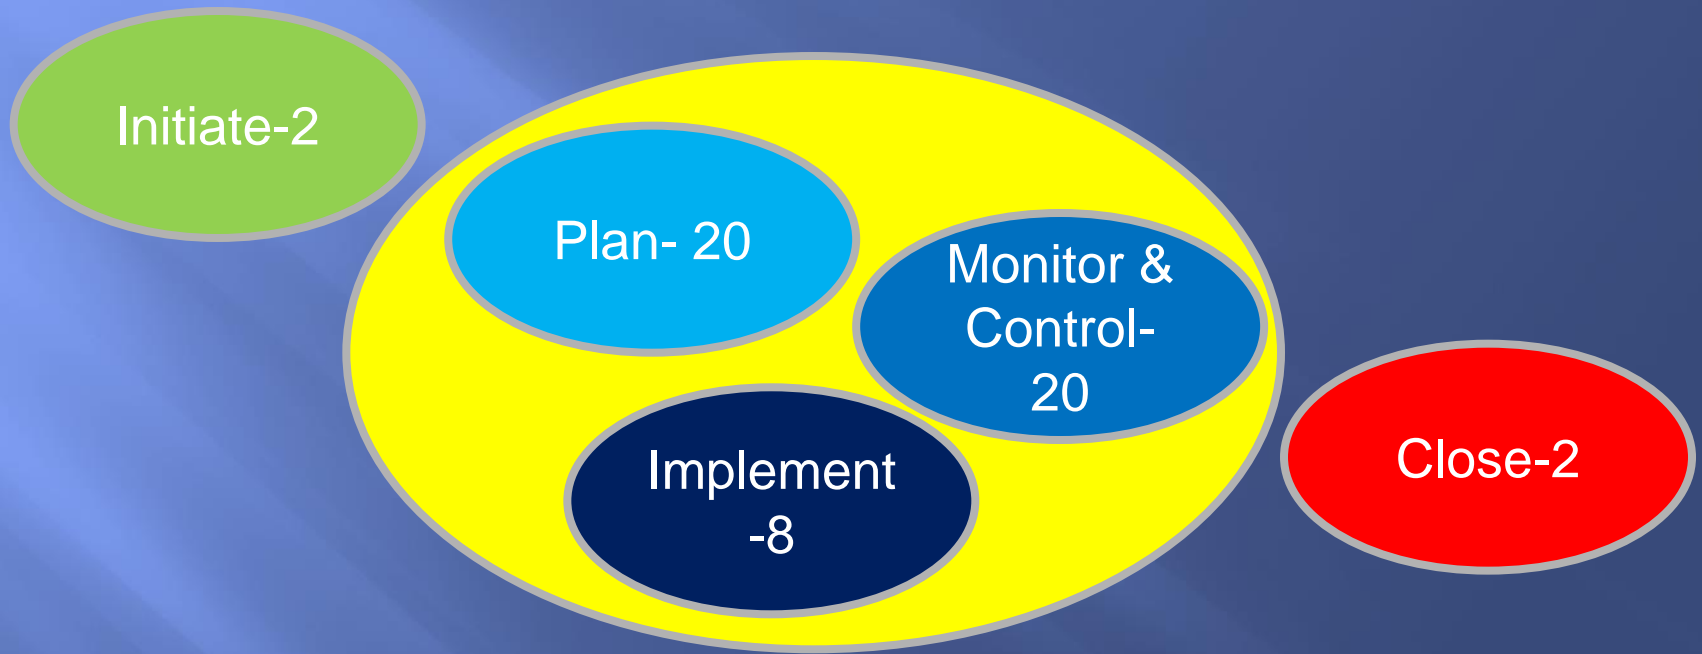 Initiate-2
Plan- 20
Monitor &
Control-
20
Implement
-8
Close-2